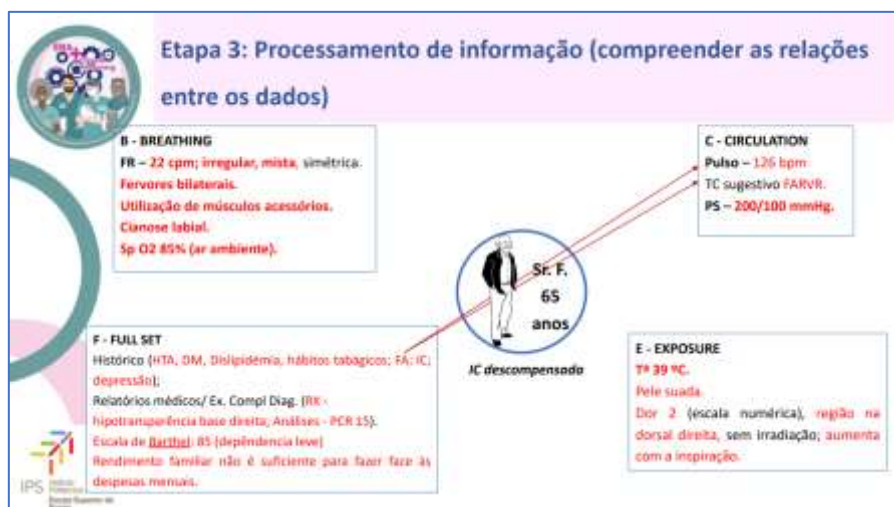 Etapa 3: Processamento de informação (compreender as relações
entre os dados)
B - BREATHING
FR – 22 cpm; irregular, mista, simétrica.
Fervores bilaterais.
Utilização de músculos acessórios.
Cianose labial.
Sp O2 85% (ar ambiente).
C - CIRCULATION
Pulso – 126 bpm
TC sugestivo FARVR.
PS – 200/100 mmHg.
Sr. F.
65
anos
IC descompensada
F - FULL SET
Histórico (HTA, DM, Dislipidémia, hábitos tabágicos; FA; IC;
depressão);
Relatórios médicos/ Ex. Compl Diag. (RX -
hipotransparência base direita, Análises - PCR 15).
Escala de Barthel: 85 (depêndencia leve)
Rendimento familiar não é suficiente para fazer face às
despesas mensais.
E - EXPOSURE
Tª 39 ºC.
Pele suada.
Dor 2 (escala numérica), região na
dorsal direita, sem irradiação; aumenta
com a inspiração.
IPS
Escola Superior de